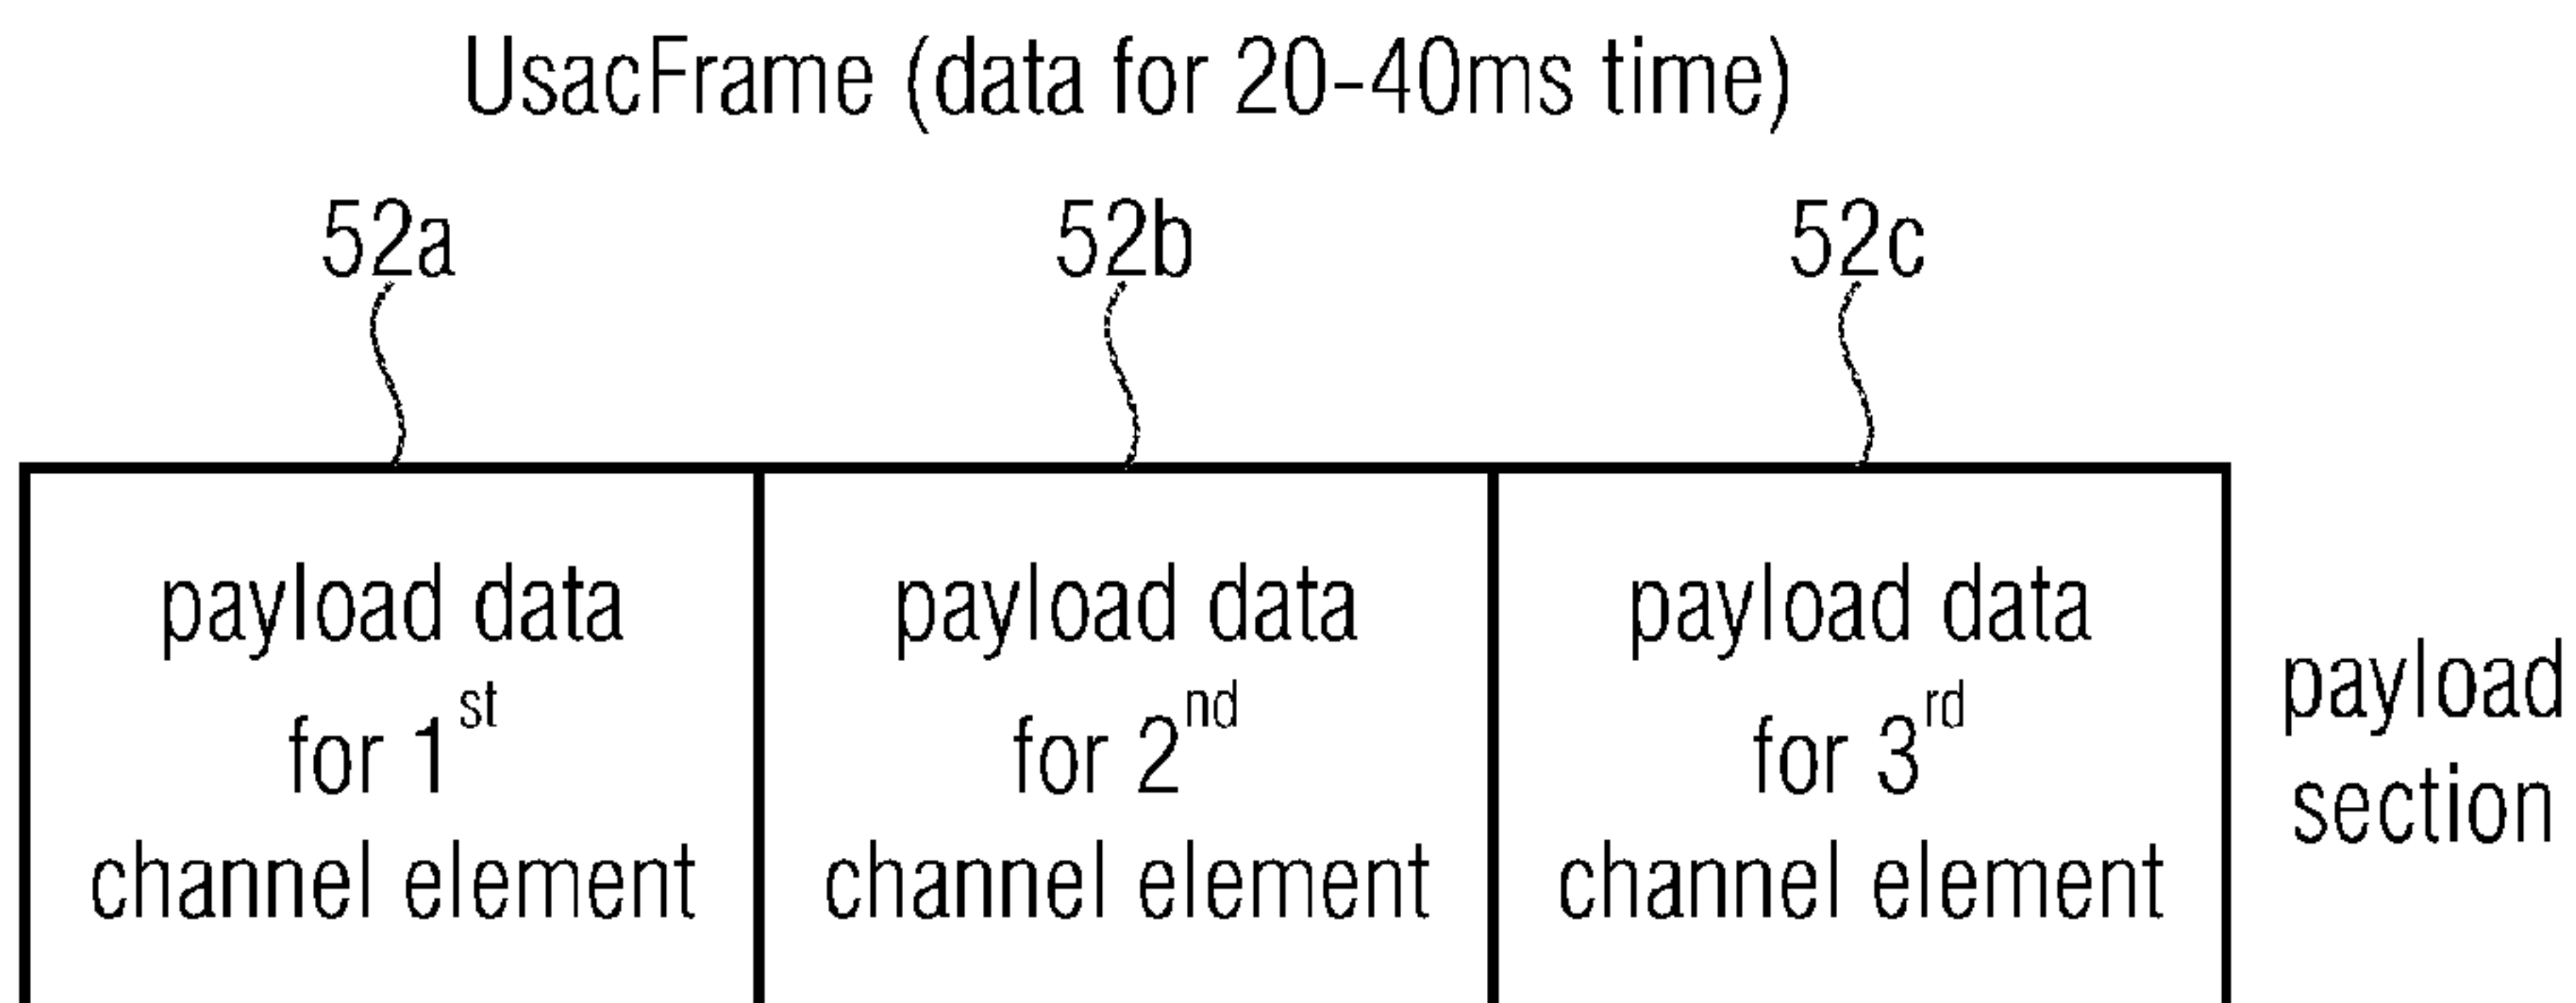 UsacFrame (data for 20-40ms time)
52a
52b
52c
payload data
for 1st
channel element
payload data
for 2nd
channel element
payload data
for 3rd
channel element
payload
section